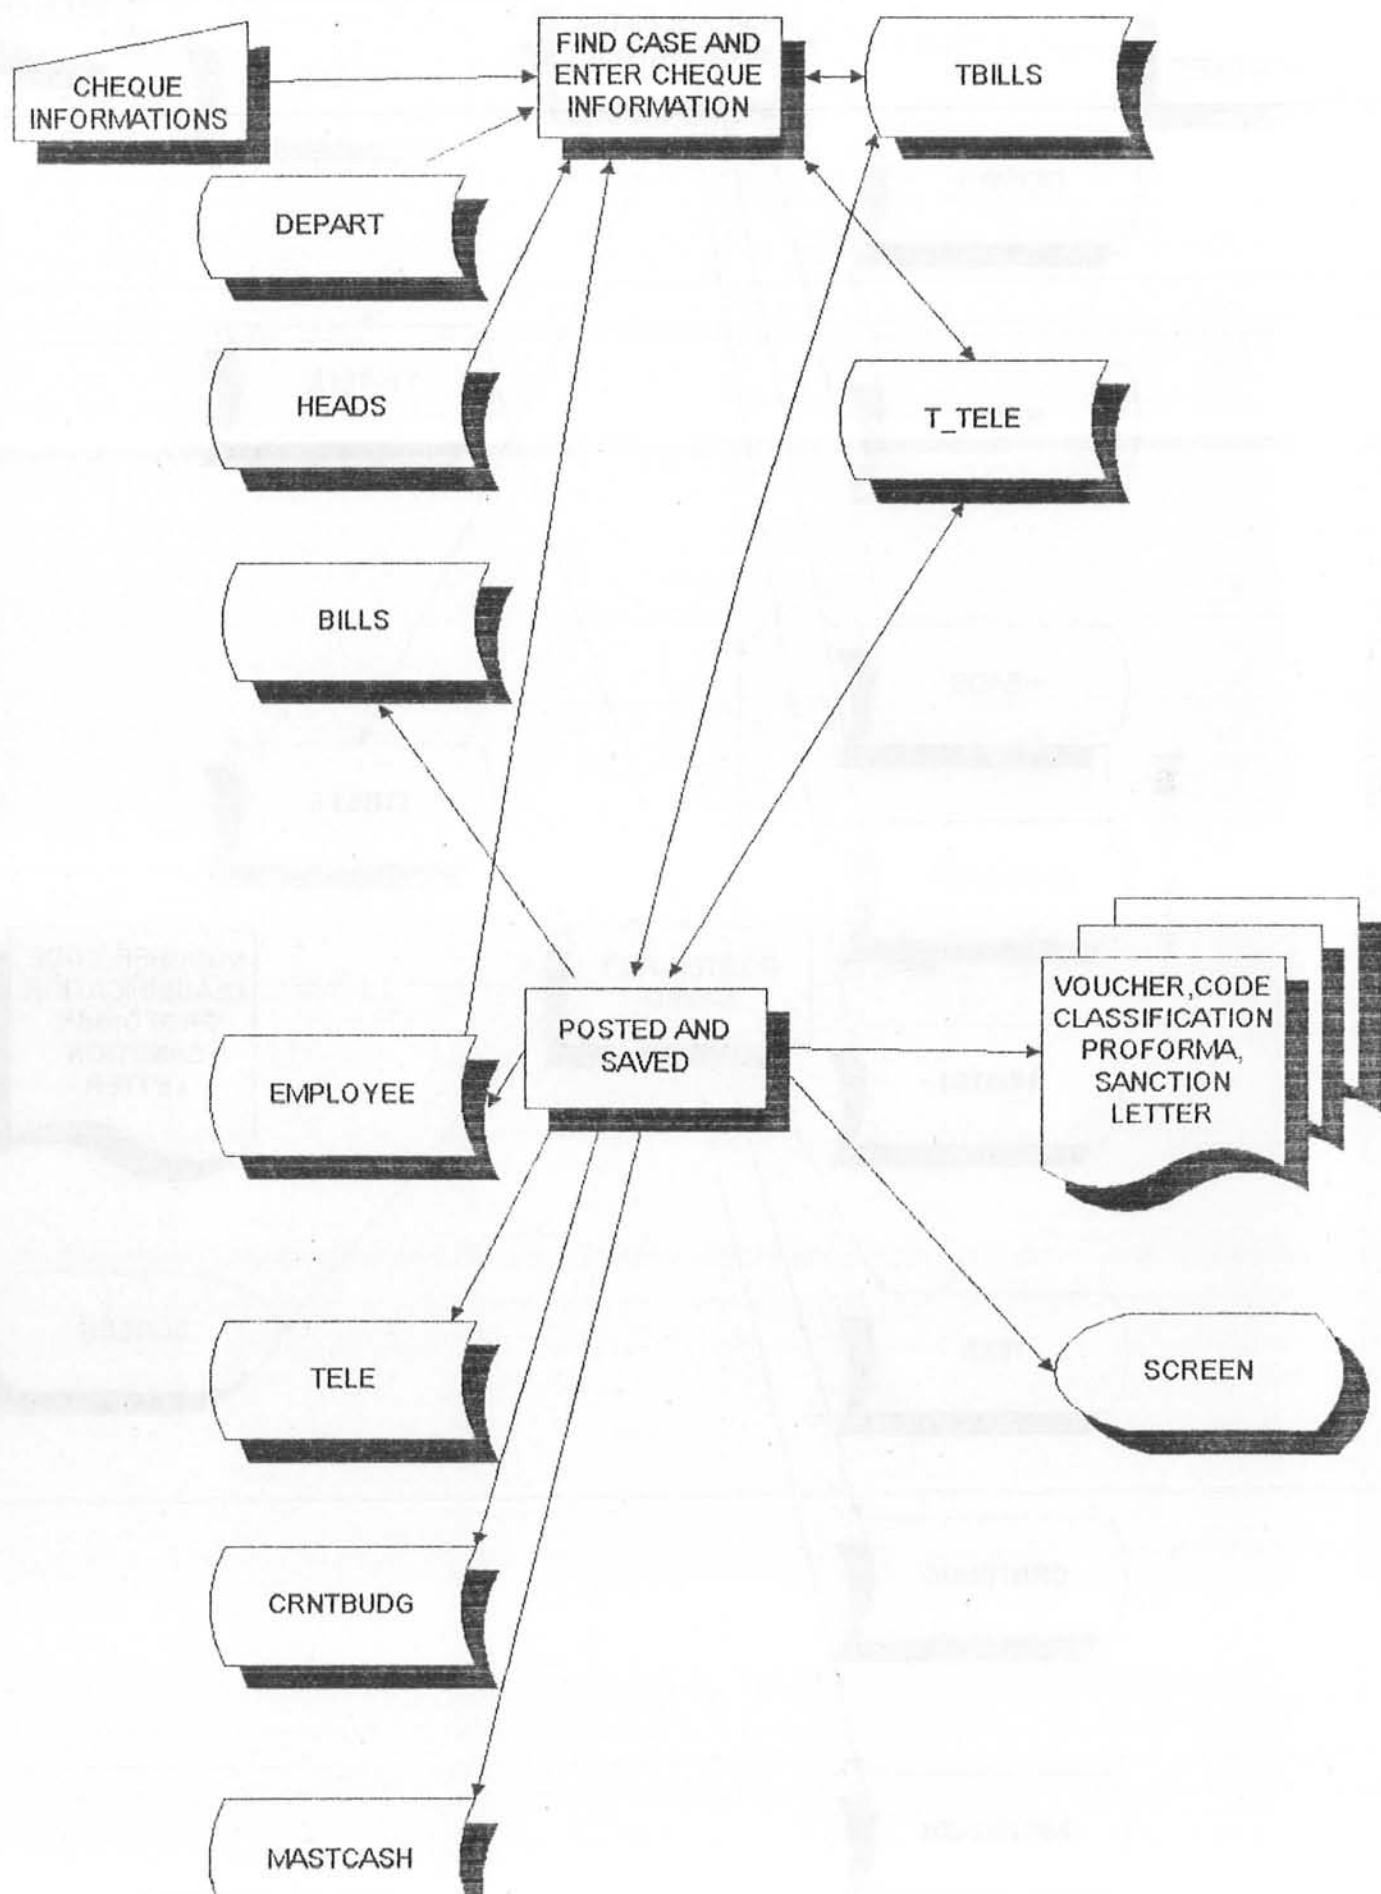 CHEQUE
INFORMATIONS
FIND CASE AND
ENTER CHEQUE
INFORMATION
TBILLS
DEPART
HEADS
T_TELE
BILLS
POSTED AND
SAVED
VOUCHER,CODE
CLASSIFICATION
PROFORMA,
SANCTION
LETTER
EMPLOYEE
TELE
SCREEN
CRNTBUDG
MASTCASH